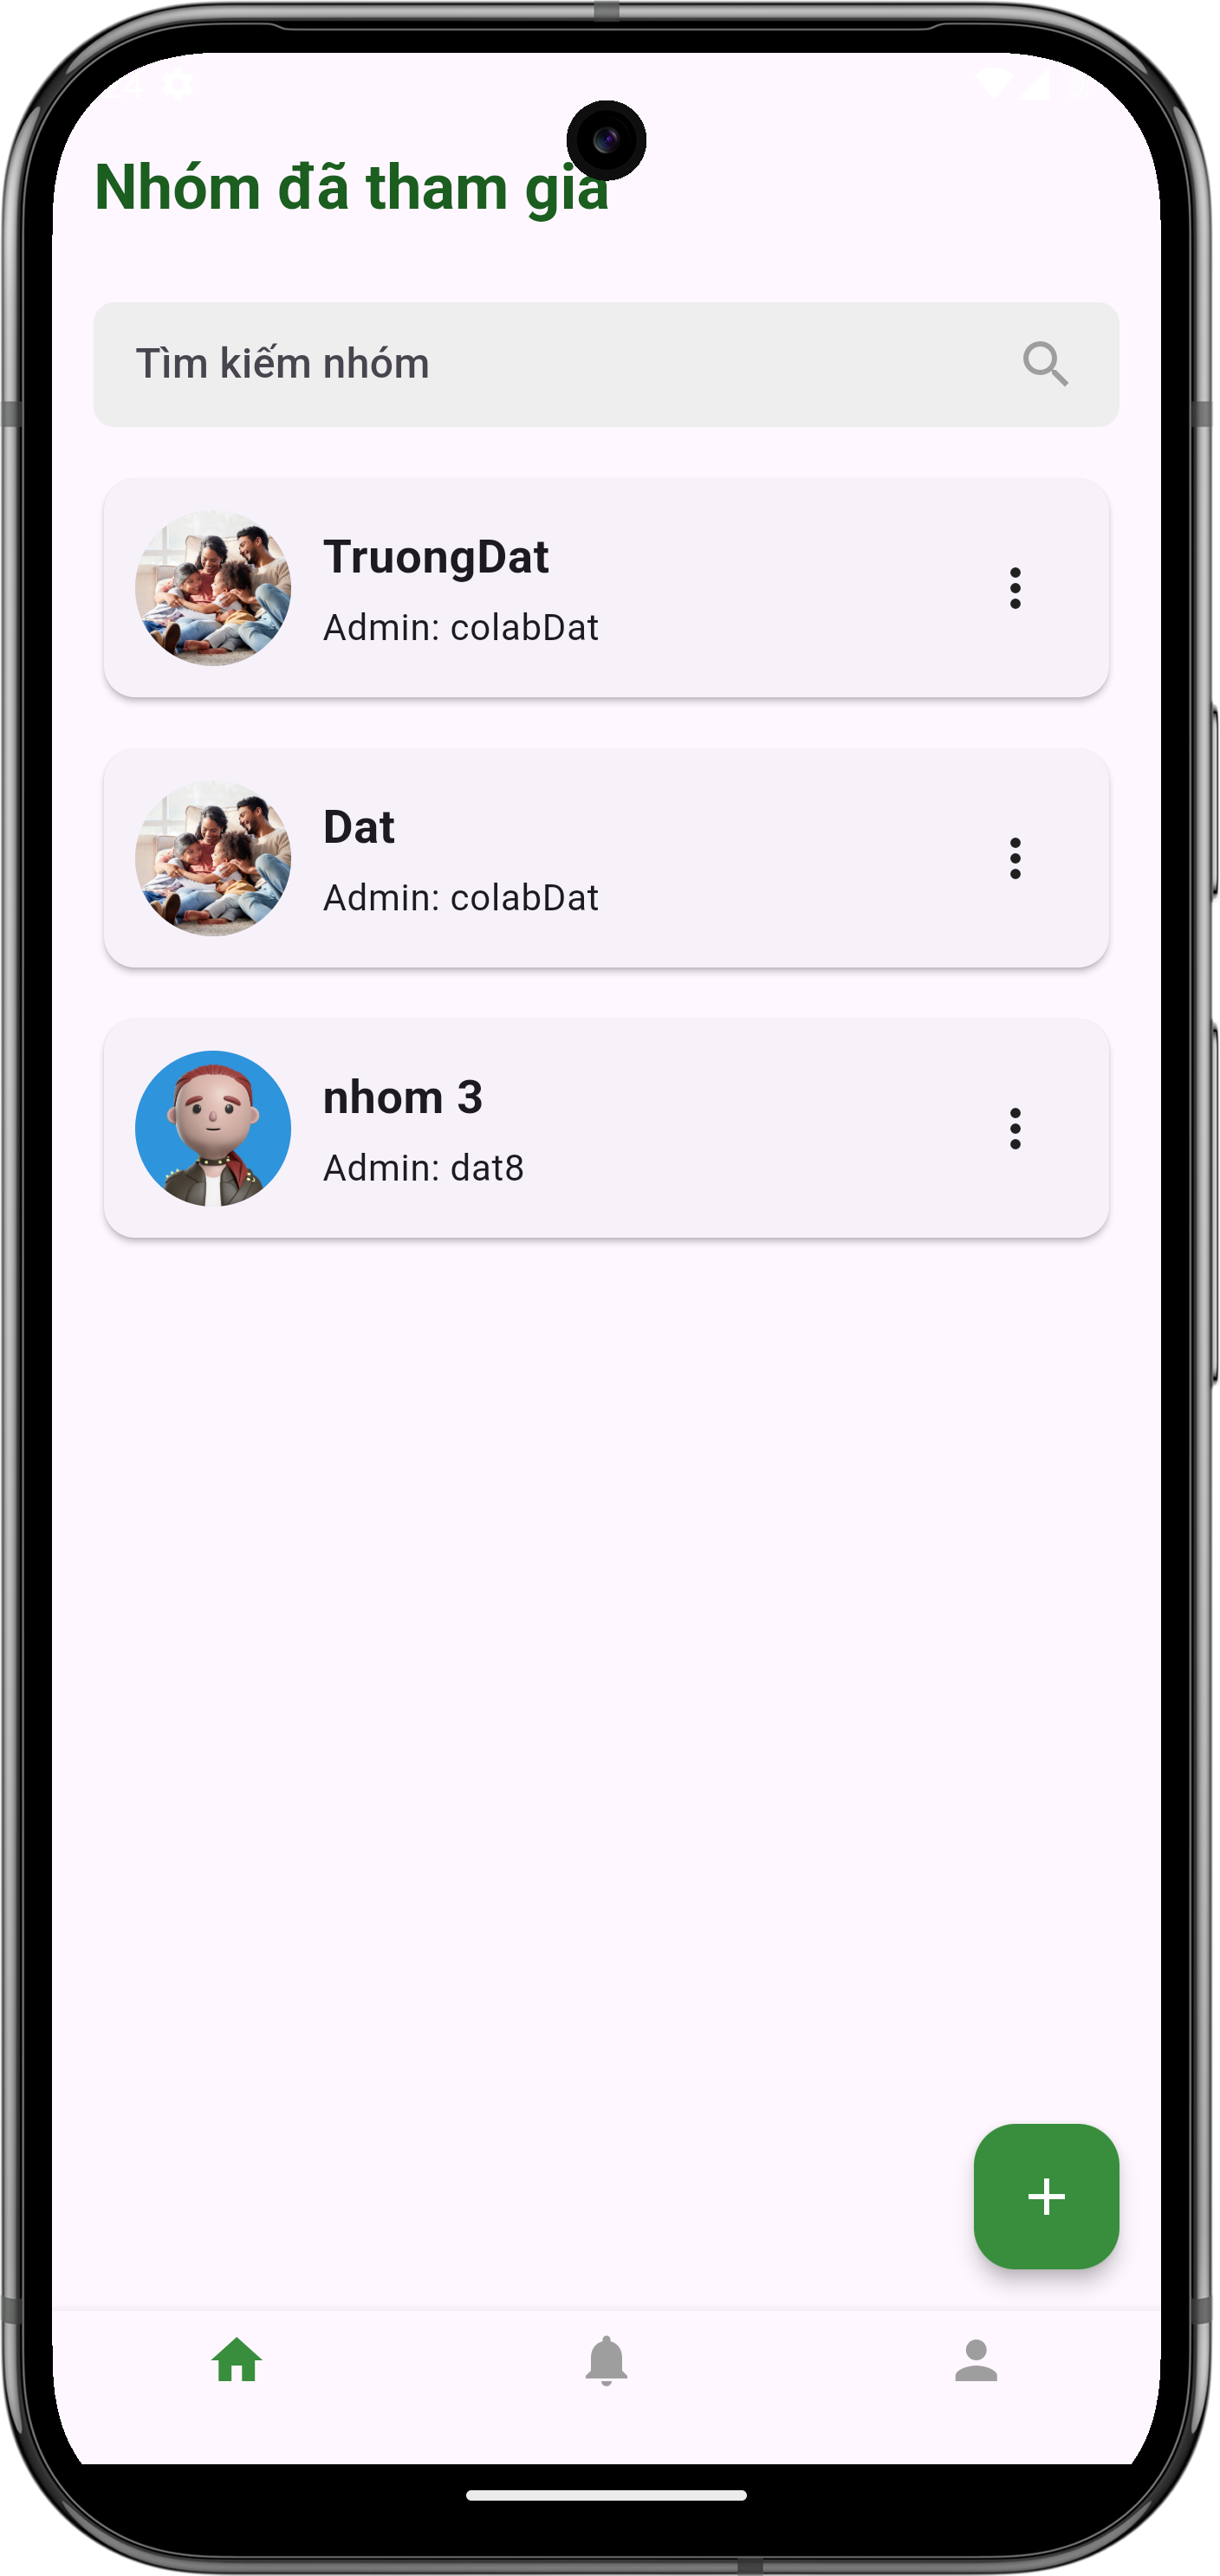 Nhóm đã tham gia
Tìm kiếm nhóm
TruongDat
Admin: colabDat
Dat
Admin: colabDat
nhom 3
Admin: dat8